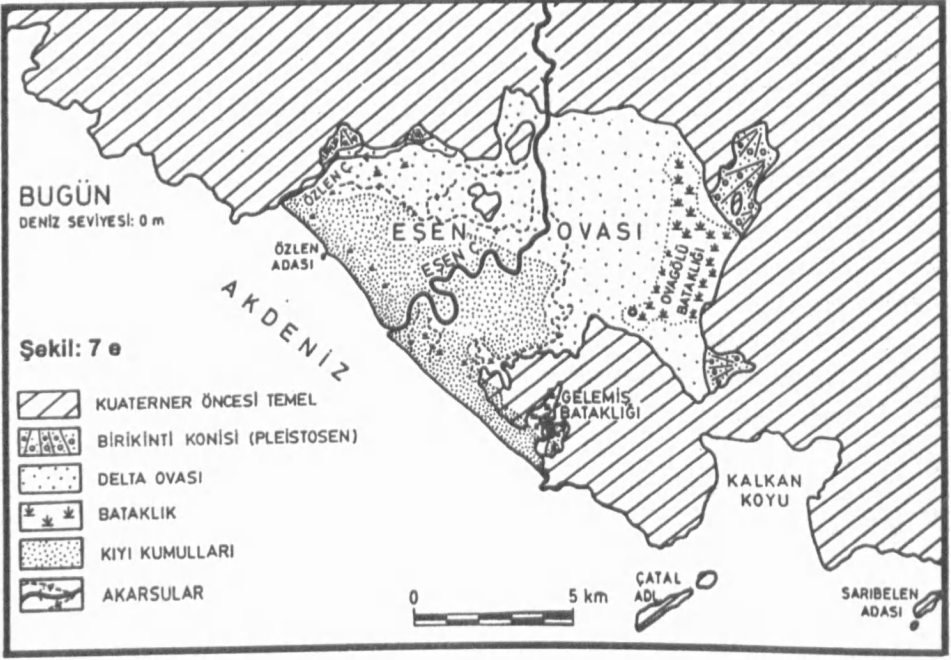 BUGÜN
DENİZ SEVİYESİ: 0 m
ÖZLEN Ç.
EŞEN OVASI
EŞEN Ç.
ÖZLEN
ADASI
AKDENİZ
OVAGÖLÜ
BATAKLIĞI
Şekil: 7 e
KUATERNER ÖNCESİ TEMEL
BİRİKİNTİ KONİSİ (PLEİSTOSEN)
DELTA OVASI
BATAKLIK
KIYI KUMULLARI
AKARSULAR
GELEMİŞ
BATAKLIĞI
KALKAN
KOYU
0 5 km
ÇATAL
ADL
SARIBELEN
ADASI